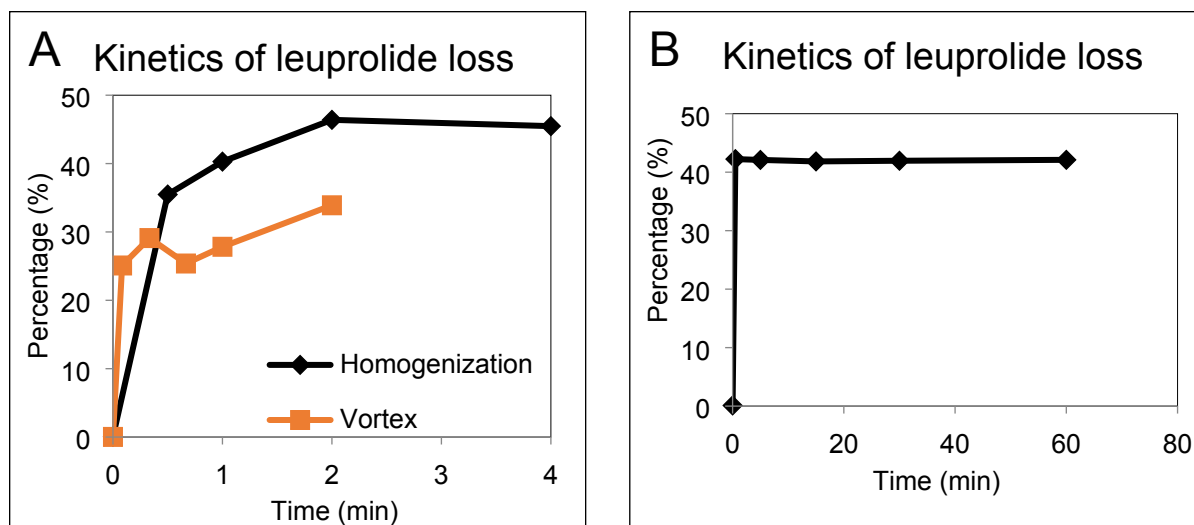 A
Kinetics of leuprolide loss
Percentage (%)
50
40
30
20
10
0
Homogenization
Vortex
0 1 2 3 4
Time (min)
B
Kinetics of leuprolide loss
Percentage (%)
50
40
30
20
10
0
0 20 40 60 80
Time (min)